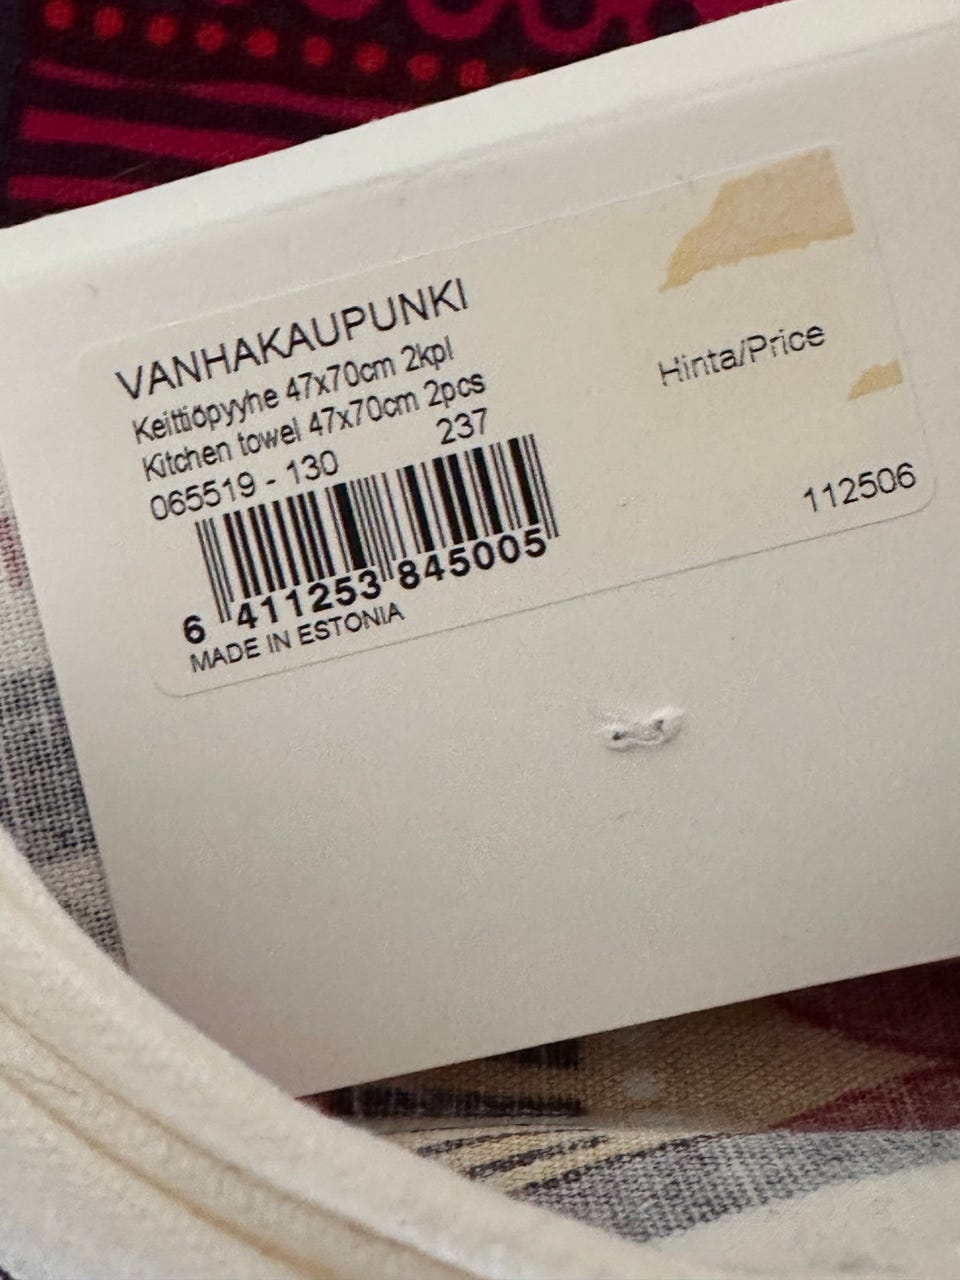 VANHAKAUPUNKI
Keittiöpyyhe 47x70cm 2kpl
Kitchen towel 47x70cm 2pcs
065519 - 130 237
6 411253 845005
MADE IN ESTONIA
Hinta/Price
112506